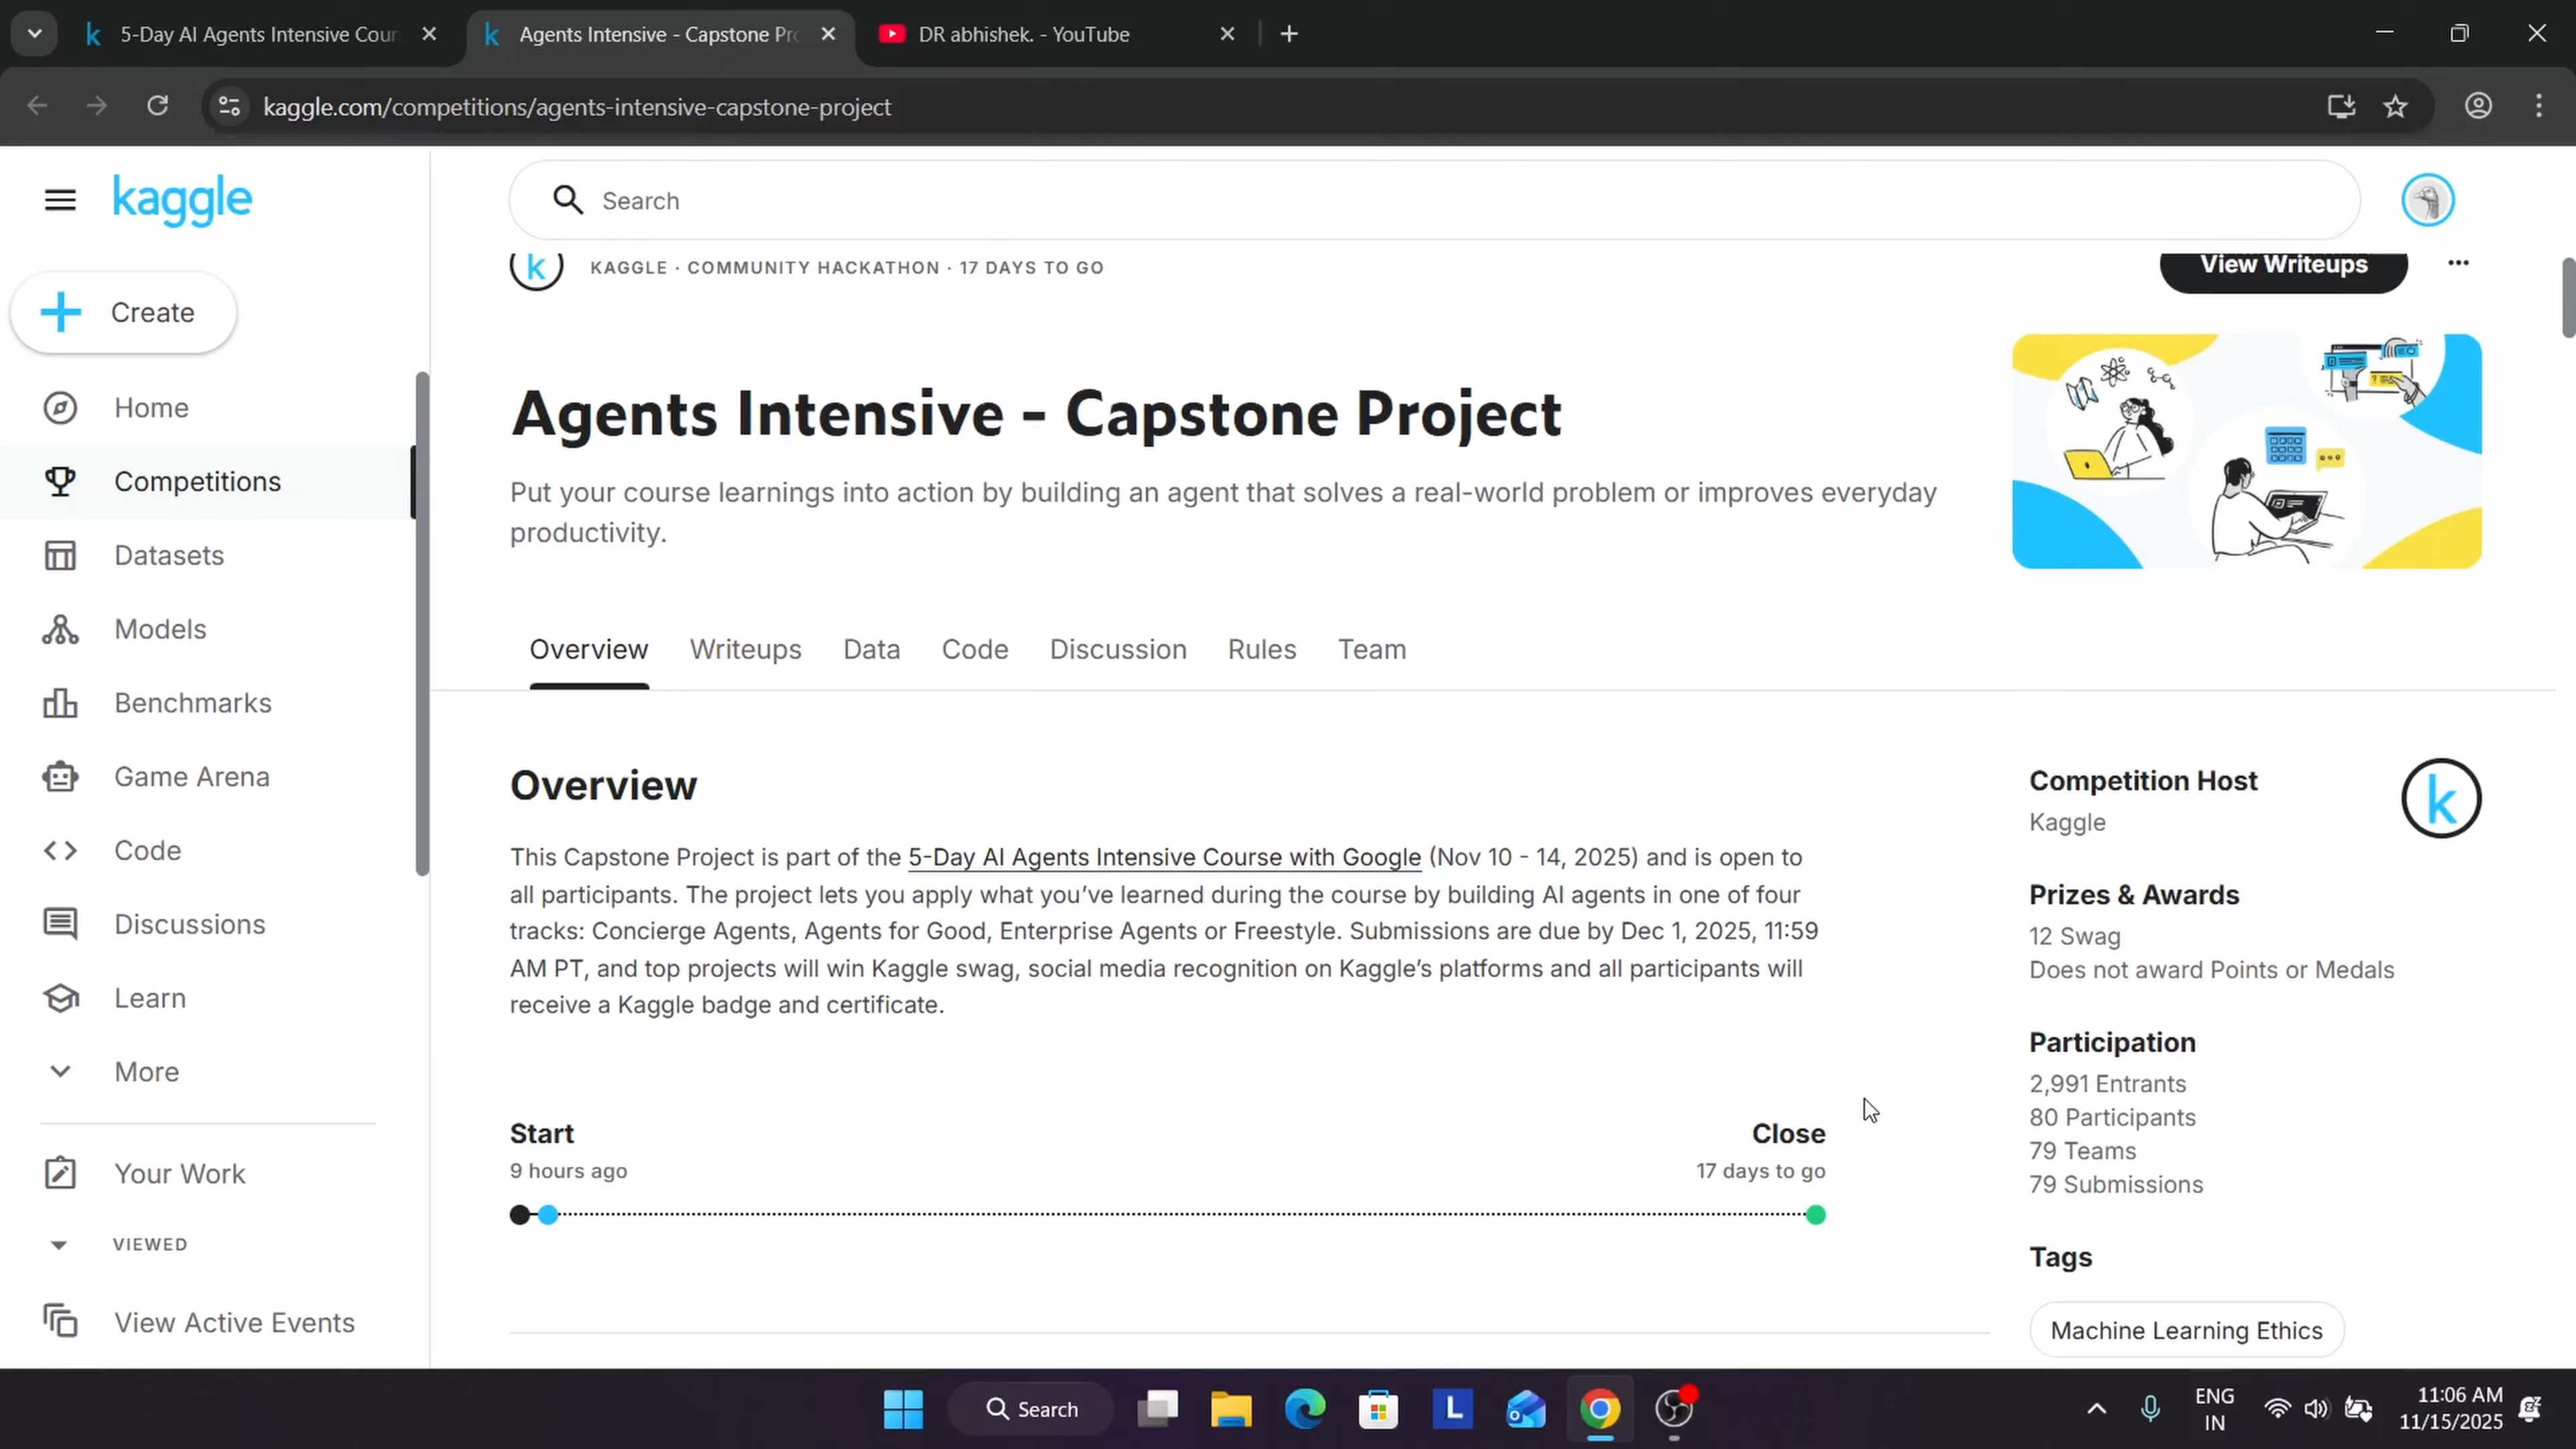 5-Day AI Agents Intensive Cour
Agents Intensive - Capstone Pr
DR abhishek. - YouTube
kaggle.com/competitions/agents-intensive-capstone-project
kaggle
Search
Create
Home
Competitions
Datasets
Models
Benchmarks
Game Arena
Code
Discussions
Learn
More
Your Work
VIEWED
View Active Events
KAGGLE · COMMUNITY HACKATHON · 17 DAYS TO GO
View Writeups
Agents Intensive - Capstone Project
Put your course learnings into action by building an agent that solves a real-world problem or improves everyday
productivity.
Overview Writeups Data Code Discussion Rules Team
Overview
This Capstone Project is part of the 5-Day AI Agents Intensive Course with Google (Nov 10 - 14, 2025) and is open to
all participants. The project lets you apply what you’ve learned during the course by building AI agents in one of four
tracks: Concierge Agents, Agents for Good, Enterprise Agents or Freestyle. Submissions are due by Dec 1, 2025, 11:59
AM PT, and top projects will win Kaggle swag, social media recognition on Kaggle’s platforms and all participants will
receive a Kaggle badge and certificate.
Start
9 hours ago
Close
17 days to go
Competition Host
Kaggle
Prizes & Awards
12 Swag
Does not award Points or Medals
Participation
2,991 Entrants
80 Participants
79 Teams
79 Submissions
Tags
Machine Learning Ethics
Search
ENG
IN
11:06 AM
11/15/2025